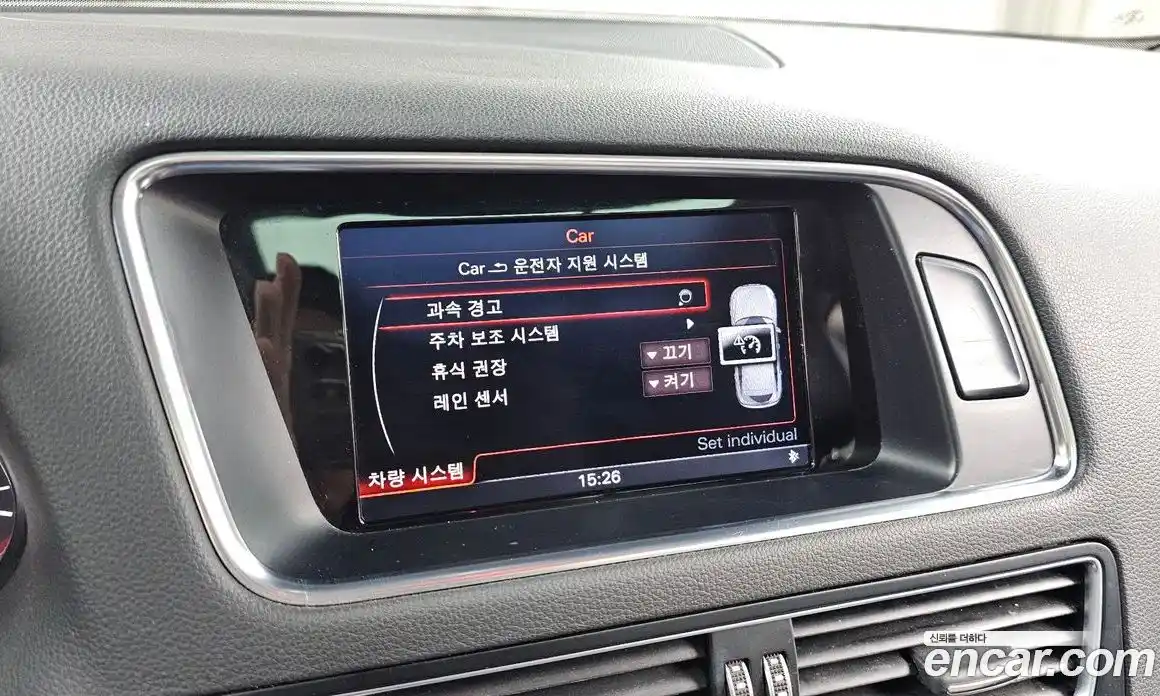 Car
Car 운전자 지원 시스템
과속 경고
주차 보조 시스템
휴식 권장 끄기
레인 센서 켜기
Set individual
차량 시스템 15:26
신뢰를 더하다
encar.com